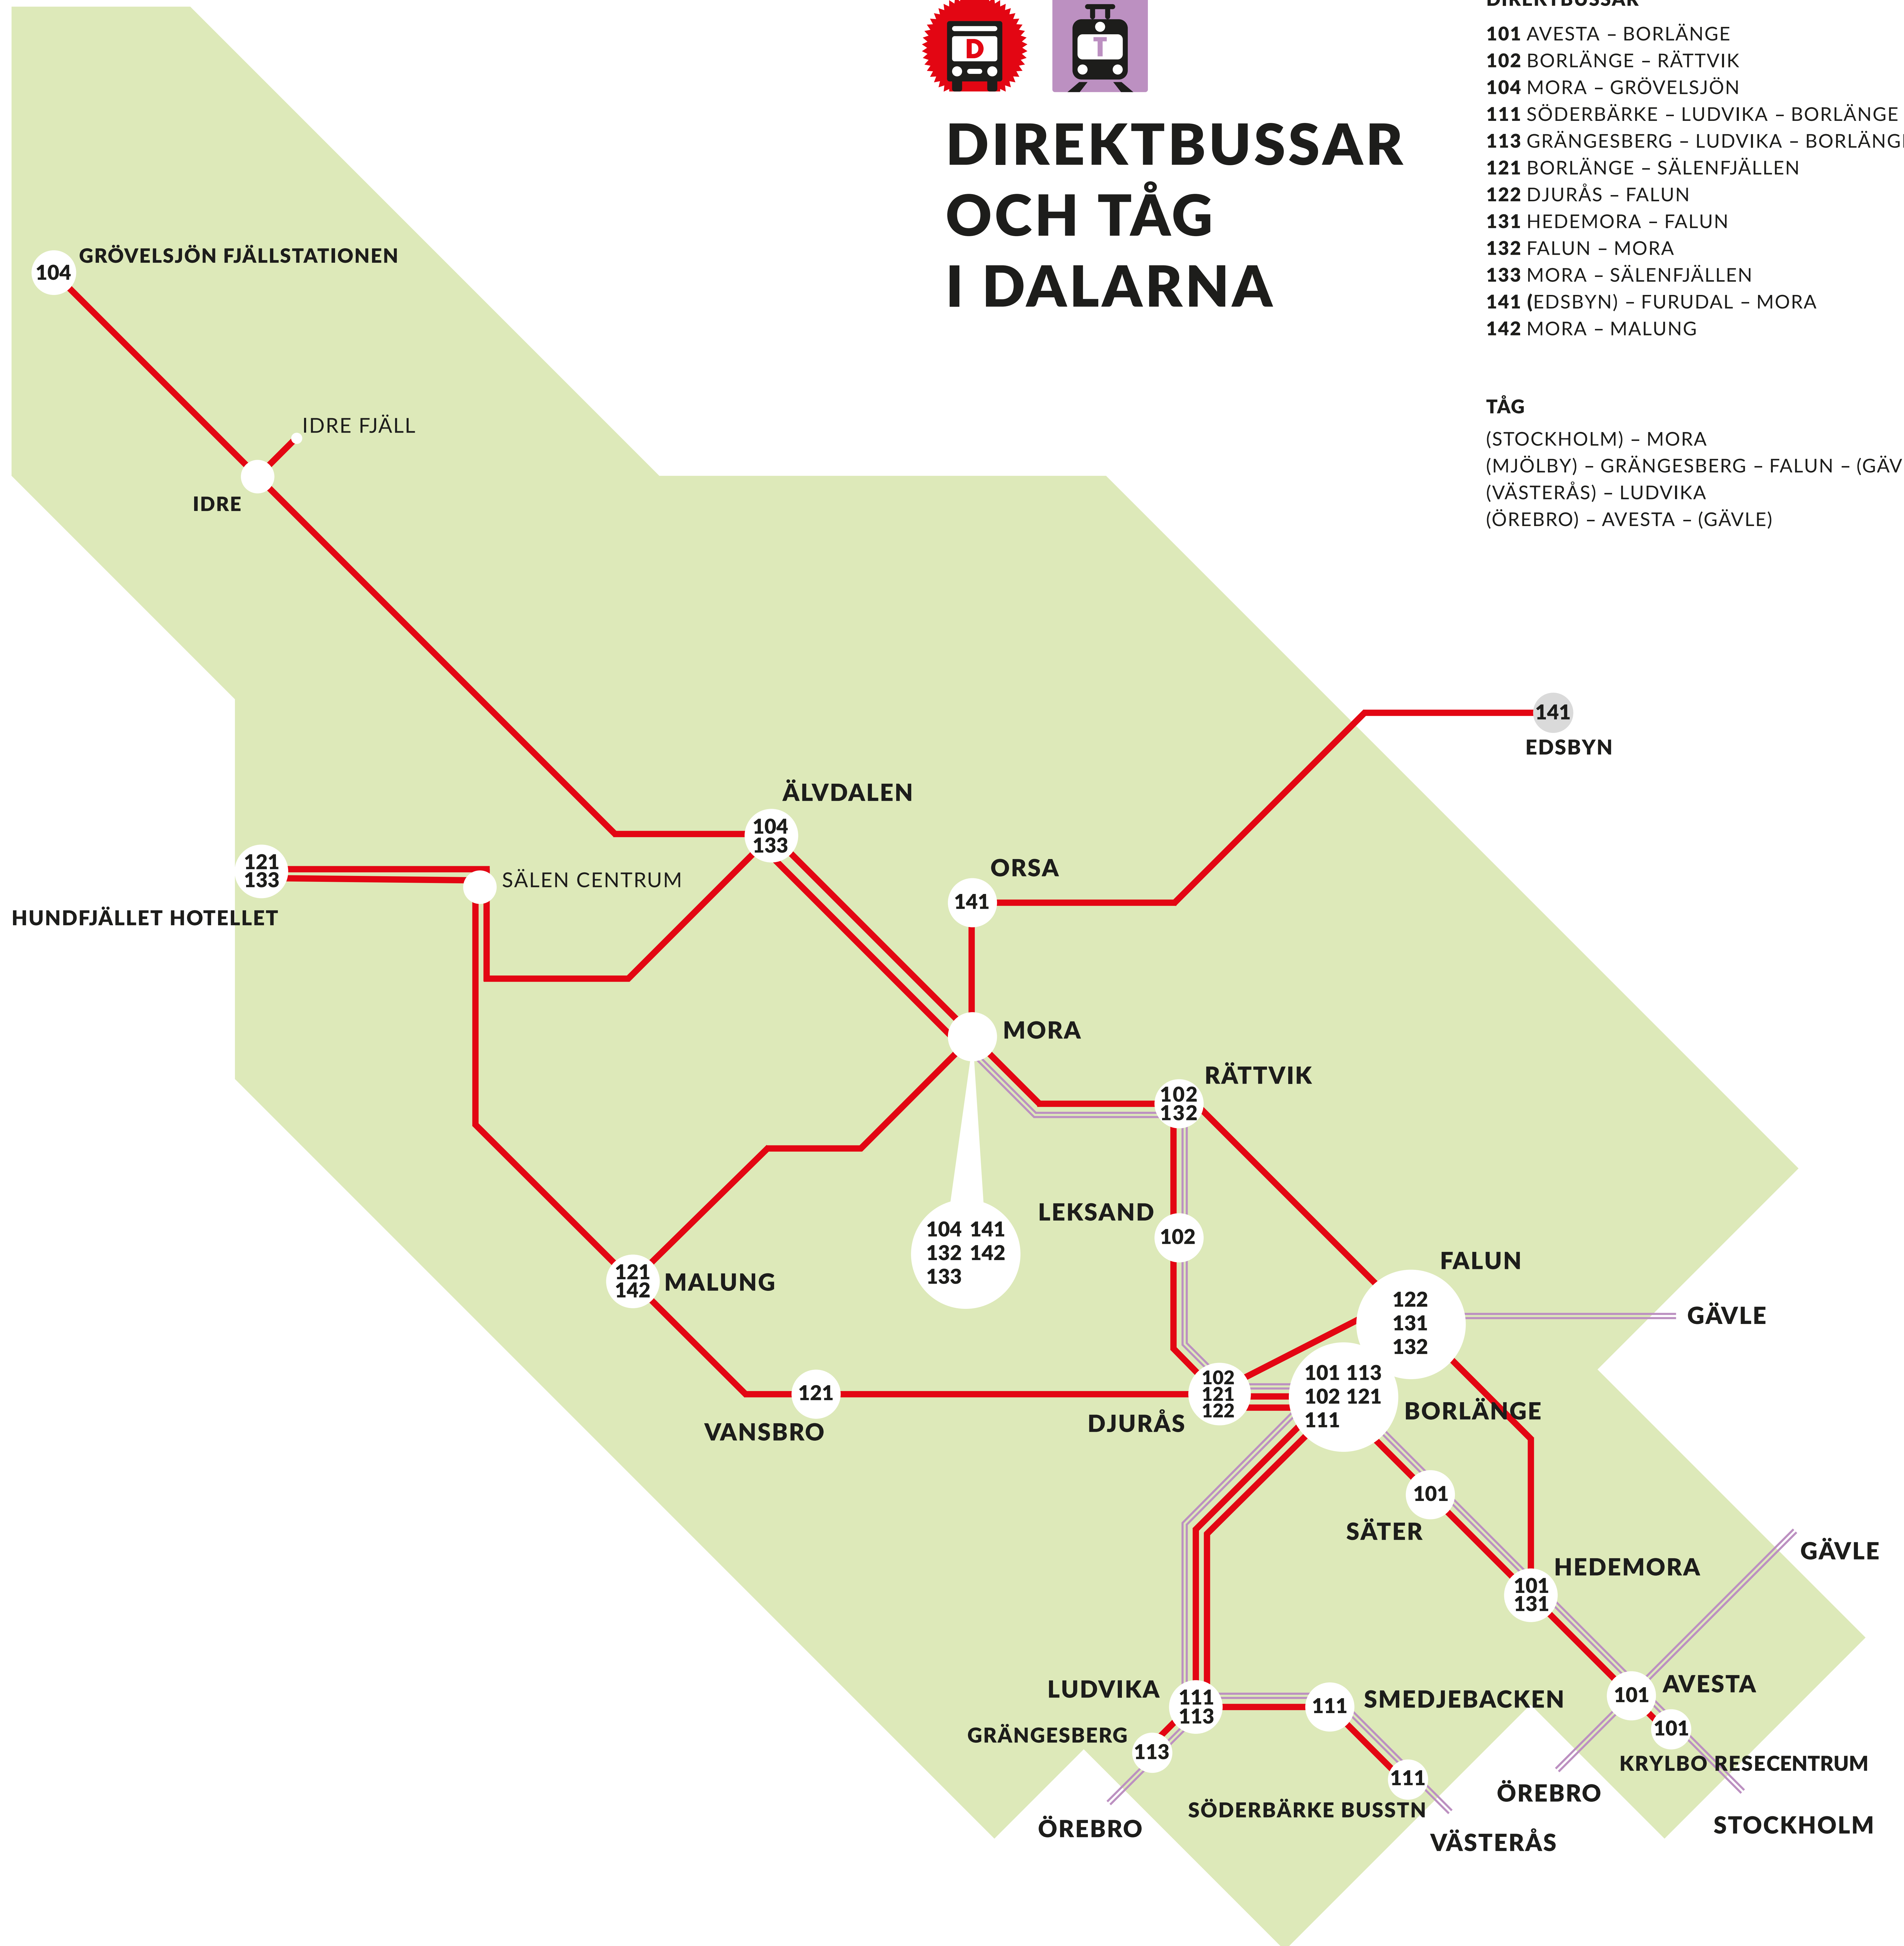 D
T
DIREKTBUSSAR
OCH TÅG
I DALARNA
DIREKTBUSSAR
101 AVESTA – BORLÄNGE
102 BORLÄNGE – RÄTTVIK
104 MORA – GRÖVELSJÖN
111 SÖDERBÄRKE – LUDVIKA – BORLÄNGE
113 GRÄNGESBERG – LUDVIKA – BORLÄNGE
121 BORLÄNGE – SÄLENFJÄLLEN
122 DJURÅS – FALUN
131 HEDEMORA – FALUN
132 FALUN – MORA
133 MORA – SÄLENFJÄLLEN
141 (EDSBYN) – FURUDAL – MORA
142 MORA – MALUNG
TÅG
(STOCKHOLM) – MORA
(MJÖLBY) – GRÄNGESBERG – FALUN – (GÄV
(VÄSTERÅS) – LUDVIKA
(ÖREBRO) – AVESTA – (GÄVLE)
104
GRÖVELSJÖN FJÄLLSTATIONEN
IDRE FJÄLL
IDRE
141
EDSBYN
ÄLVDALEN
104
133
121
133
SÄLEN CENTRUM
HUNDFJÄLLET HOTELLET
ORSA
141
MORA
RÄTTVIK
102
132
LEKSAND
102
104 141
132 142
133
121
142
MALUNG
FALUN
122
131
132
GÄVLE
121
VANSBRO
102
121
122
DJURÅS
101 113
102 121
111
BORLÄNGE
101
SÄTER
GÄVLE
HEDEMORA
101
131
LUDVIKA
111
113
111
SMEDJEBACKEN
101
AVESTA
GRÄNGESBERG
113
101
KRYLBO RESECENTRUM
111
SÖDERBÄRKE BUSSTN
ÖREBRO
ÖREBRO
VÄSTERÅS
STOCKHOLM